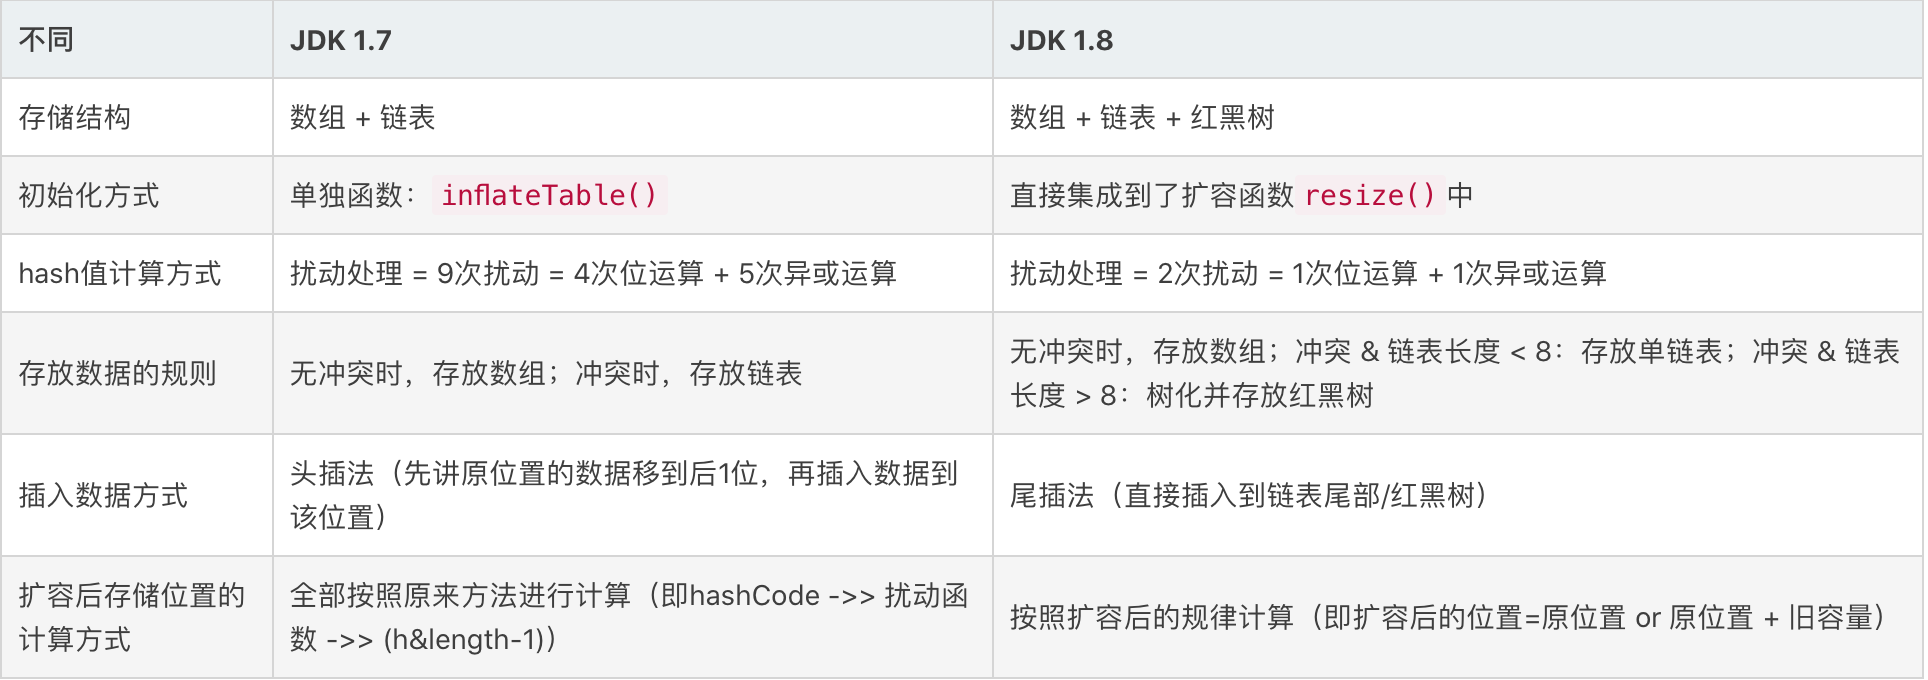 不同 JDK 1.7 JDK 1.8
存储结构 数组 + 链表 数组 + 链表 + 红黑树
初始化方式 单独函数：inflateTable() 直接集成到了扩容函数resize()中
hash值计算方式 扰动处理 = 9次扰动 = 4次位运算 + 5次异或运算 扰动处理 = 2次扰动 = 1次位运算 + 1次异或运算
存放数据的规则 无冲突时，存放数组；冲突时，存放链表 无冲突时，存放数组；冲突 & 链表长度 < 8：存放单链表；冲突 & 链表
长度 > 8：树化并存放红黑树
插入数据方式 头插法（先讲原位置的数据移到后1位，再插入数据到
该位置） 尾插法（直接插入到链表尾部/红黑树）
扩容后存储位置的
计算方式 全部按照原来方法进行计算（即hashCode ->> 扰动函
数 ->> (h&length-1)） 按照扩容后的规律计算（即扩容后的位置=原位置 or 原位置 + 旧容量）